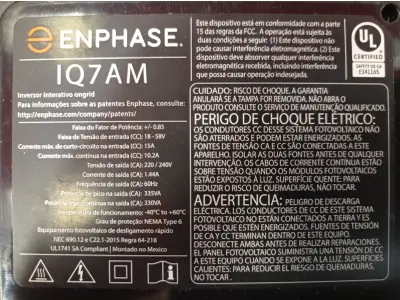 ENPHASE.
IQ7AM
Inversor interativo ongrid
Para informações sobre as patentes Enphase, consulte:
http://enphase.com/company/patents/
Faixa do Fator de Potência: +/- 0.85
Faixa de Tensão de entrada (CC): 18 - 58V
Corrente máx. de curto-circuito na entrada (CC): 15A
Corrente máx. contínua na entrada (CC): 10.2A
Tensão de saída (CA): 220 / 240V
Corrente de saída (CA): 1.44A
Frequência de saída (CA): 60Hz
Potência de pico na saída (CA): 335VA
Potência contínua na saída (CA): 330VA
Temperatura de funcionamento: -40°C to +60°C
Grau de proteção: NEMA Type 6
Equipamento fotovoltaico de desligamento rápido
NEC 690.12 e C22.1-2015 Regra 64-218
UL1741 SA Compliant | Montado no Mexico
Este dispositivo está em conformidade com a parte
15 das regras da FCC. A operação está sujeita às
duas condições a seguir: (1) Este dispositivo não
pode causar interferência eletromagnética. (2) Este
dispositivo deve absorver qualquer interferência
eletromagnética recebida, incluindo interferência
que possa causar operação indesejada.
UL
CERTIFIED
SAFETY US CA
E341165
CUIDADO: RISCO DE CHOQUE, A GARANTIA
ANULARÁ SE A TAMPA FOR REMOVIDA, NÃO ABRA O
PRODUTO CONSULTE O SERVIÇO DE MANUTENÇÃO QUALIFICADO.
PERIGO DE CHOQUE ELÉTRICO:
OS CONDUTORES CC DESSE SISTEMA FOTOVOLTAICO NÃO
SÃO ATERRADOS E PODEM ESTAR ENERGIZADOS. AS
FONTES DE TENSÃO CA E CC SÃO CONECTADAS A ESTE
APARELHO. ISOLAR AS DUAS FONTES ANTES DE QUALQUER
INTERVENÇÃO. OS CABOS DE CORRENTE CONTINUA ESTÃO
SOB TENSÃO QUANDO OS MÓDULOS FOTOVOLTAICOS
ESTÃO EXPOSTOS À LUZ. SUPERFÍCIE QUENTE: PARA
REDUZIR O RISCO DE QUEIMADURAS, NÃO TOCAR.
ADVERTENCIA: PELIGRO DE DESCARGA
ELÉCTRICA. LOS CONDUCTORES DE CC DE ESTE SISTEMA
FOTOVOLTAICO NO ESTÁN CONECTADOS A TIERRA Y ES
POSIBLE QUE ESTÉN ENERGIZADOS. FUENTES DE TENSIÓN
DE CA Y CC TERMINAN DENTRO DE ESTE EQUIPO.
DESCONECTE AMBAS ANTES DE REALIZAR REPARACIONES.
EL PANEL FOTOVOLTAICO SUMINISTRA UNA TENSIÓN DE CC
A ESTE EQUIPO CUANDO SE EXPONE A LA LUZ. SUPERFICIES
CALIENTES: PARA REDUCIR EL RIESGO DE QUEMADURAS,
NO TOCAR.